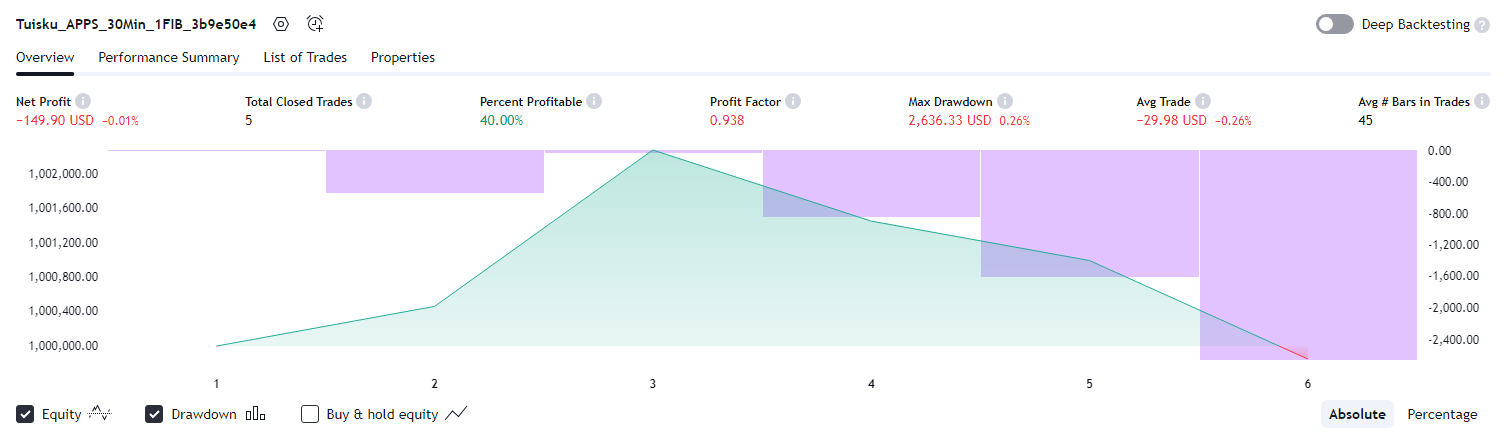 Tuisku_APPS_30Min_1FIB_3b9e50e4 Deep Backtesting ?
Overview Performance Summary List of Trades Properties
Net Profit i Total Closed Trades i Percent Profitable i Profit Factor i Max Drawdown i Avg Trade i Avg # Bars in Trades i
−149.90 USD −0.01% 5 40.00% 0.938 2,636.33 USD 0.26% −29.98 USD −0.26% 45
0.00
1,002,000.00 -400.00
1,001,600.00 -800.00
1,001,200.00 -1,200.00
1,000,800.00 -1,600.00
1,000,400.00 -2,000.00
1,000,000.00 -2,400.00
1 2 3 4 5 6
Equity Drawdown Buy & hold equity Absolute Percentage